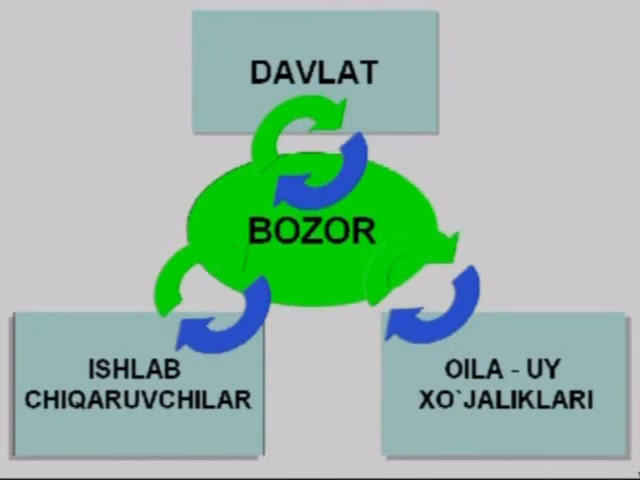 DAVLAT
BOZOR
ISHLAB
CHIQARUVCHILAR
OILA - UY
XO`JALIKLARI